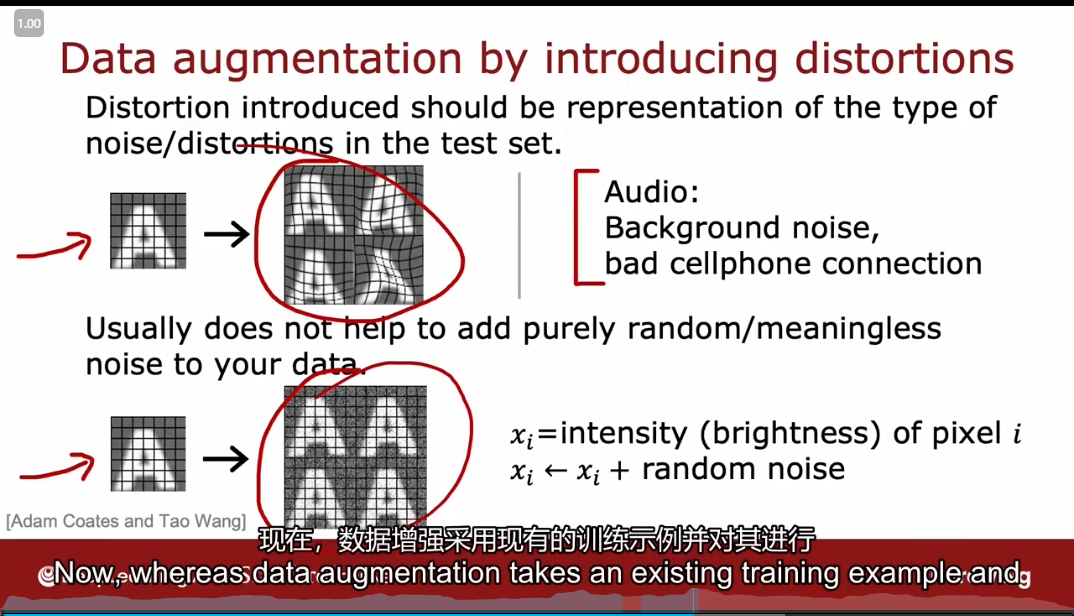 1.00
Data augmentation by introducing distortions
Distortion introduced should be representation of the type of
noise/distortions in the test set.
Audio:
Background noise,
bad cellphone connection
Usually does not help to add purely random/meaningless
noise to your data.
xᵢ=intensity (brightness) of pixel i
xᵢ ← xᵢ + random noise
[Adam Coates and Tao Wang]
现在，数据增强采用现有的训练示例并对其进行
Now, whereas data augmentation takes an existing training example and